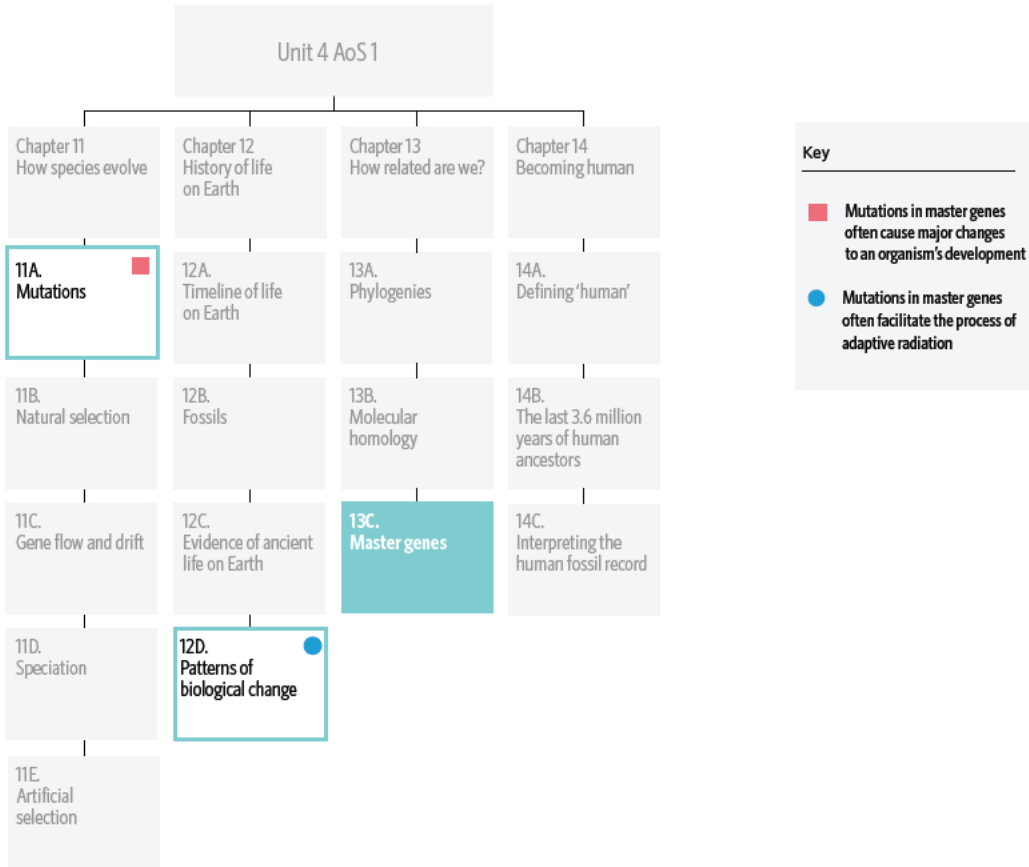 Unit 4 AoS 1
Chapter 11
How species evolve
Chapter 12
History of life
on Earth
Chapter 13
How related are we?
Chapter 14
Becoming human
Key
Mutations in master genes
often cause major changes
to an organism's development
Mutations in master genes
often facilitate the process of
adaptive radiation
11A.
Mutations
12A.
Timeline of life
on Earth
13A.
Phylogenies
14A.
Defining 'human'
11B.
Natural selection
12B.
Fossils
13B.
Molecular
homology
14B.
The last 3.6 million
years of human
ancestors
11C.
Gene flow and drift
12C.
Evidence of ancient
life on Earth
13C.
Master genes
14C.
Interpreting the
human fossil record
11D.
Speciation
12D.
Patterns of
biological change
11E.
Artificial
selection